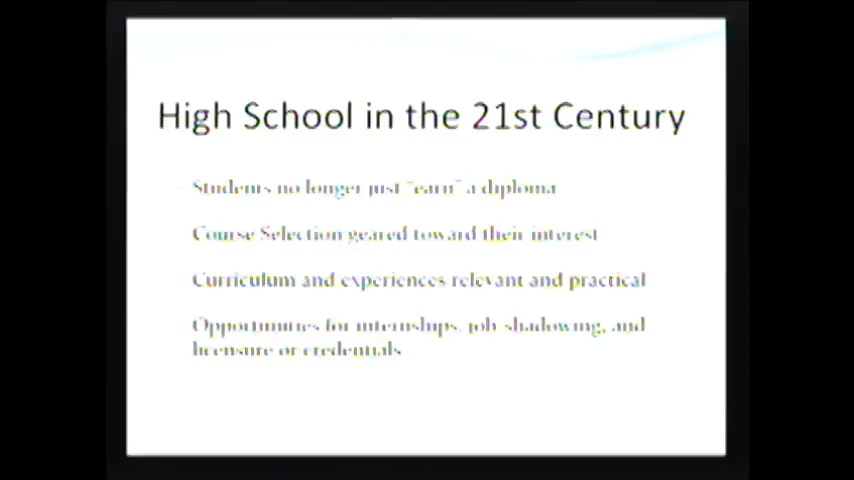 High School in the 21st Century
Students no longer just "earn" a diploma
Course Selection geared toward their interest
Curriculum and experiences relevant and practical
Opportunities for internships, job shadowing, and
licensure or credentials